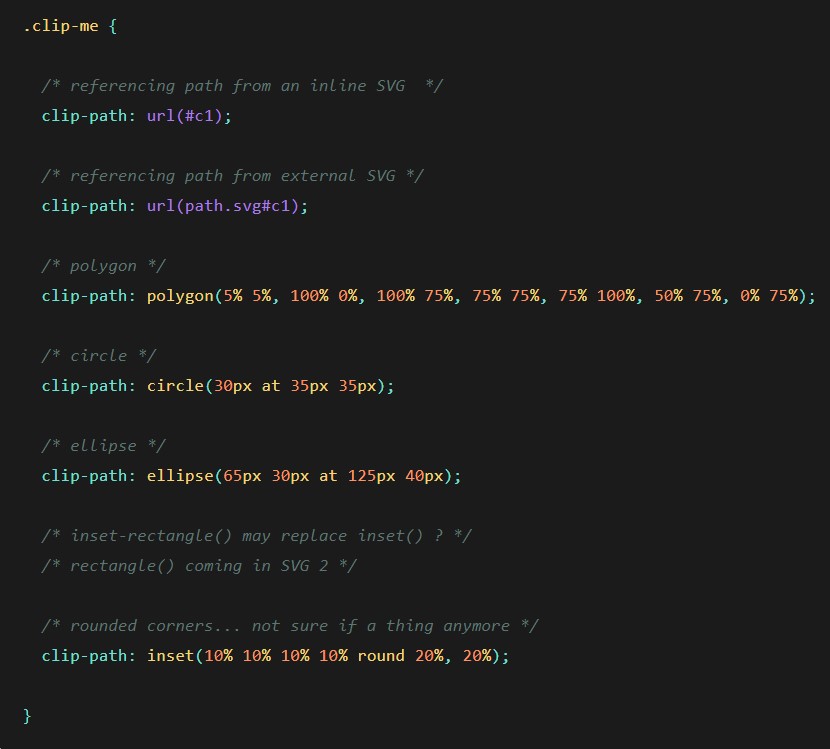 .clip-me {
/* referencing path from an inline SVG  */
clip-path: url(#c1);
/* referencing path from external SVG */
clip-path: url(path.svg#c1);
/* polygon */
clip-path: polygon(5% 5%, 100% 0%, 100% 75%, 75% 75%, 75% 100%, 50% 75%, 0% 75%);
/* circle */
clip-path: circle(30px at 35px 35px);
/* ellipse */
clip-path: ellipse(65px 30px at 125px 40px);
/* inset-rectangle() may replace inset() ? */
/* rectangle() coming in SVG 2 */
/* rounded corners... not sure if a thing anymore */
clip-path: inset(10% 10% 10% 10% round 20%, 20%);
}